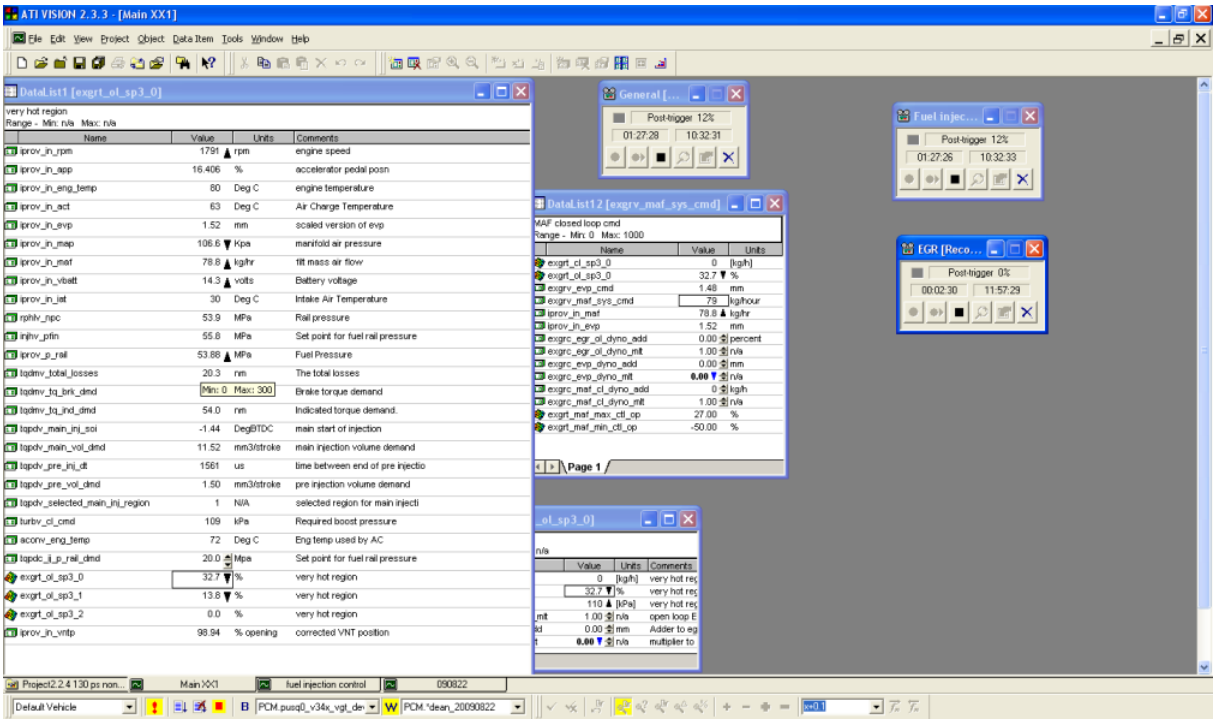 ATI VISION 2.3.3 - [Main XX1]
File Edit View Project Object Data Item Tools Window Help
DataList1 [exgrt_ol_sp3_0]
very hot region
Range - Min: n/a Max: n/a
Name Value Units Comments
iprov_in_rpm 1791 rpm engine speed
iprov_in_app 16.406 % accelerator pedal posn
iprov_in_eng_temp 80 Deg C engine temperature
iprov_in_act 63 Deg C Air Charge Temperature
iprov_in_evp 1.52 mm scaled version of evp
iprov_in_map 106.6 Kpa manifold air pressure
iprov_in_maf 78.8 kg/hr filt mass air flow
iprov_in_vbatt 14.3 volts Battery voltage
iprov_in_iat 30 Deg C Intake Air Temperature
rphlv_npc 53.9 MPa Rail pressure
injhv_pfin 55.8 MPa Set point for fuel rail pressure
iprov_p_rail 53.88 MPa Fuel Pressure
tqdmv_total_losses 20.3 nm The total losses
tqdmv_tq_brk_dmd Min: 0 Max: 300 Brake torque demand
tqdmv_tq_ind_dmd 54.0 nm Indicated torque demand.
tqpdv_main_inj_soi -1.44 DegBTDC main start of injection
tqpdv_main_vol_dmd 11.52 mm3/stroke main injection volume demand
tqpdv_pre_inj_dt 1561 us time between end of pre injectio
tqpdv_pre_vol_dmd 1.50 mm3/stroke pre injection volume demand
tqpdv_selected_main_inj_region 1 N/A selected region for main injecti
turbv_cl_cmd 109 kPa Required boost pressure
aconv_eng_temp 72 Deg C Eng temp used by AC
tqpdc_ij_p_rail_dmd 20.0 Mpa Set point for fuel rail pressure
exgrt_ol_sp3_0 32.7 % very hot region
exgrt_ol_sp3_1 13.8 % very hot region
exgrt_ol_sp3_2 0.0 % very hot region
iprov_in_vntp 98.94 % opening corrected VNT position
General [...
Post-trigger 12%
01:27:28 10:32:31
Fuel injec...
Post-trigger 12%
01:27:26 10:32:33
DataList12 [exgrv_maf_sys_cmd]
MAF closed loop cmd
Range - Min: 0 Max: 1000
Name Value Units
exgrt_cl_sp3_0 0 [kg/h]
exgrt_ol_sp3_0 32.7 %
exgrv_evp_cmd 1.48 mm
exgrv_maf_sys_cmd 79 kg/hour
iprov_in_maf 78.8 kg/hr
iprov_in_evp 1.52 mm
exgrc_egr_ol_dyno_add 0.00 percent
exgrc_egr_ol_dyno_mlt 1.00 n/a
exgrc_evp_dyno_add 0.00 mm
exgrc_evp_dyno_mlt 0.00 n/a
exgrc_maf_cl_dyno_add 0 kg/h
exgrc_maf_cl_dyno_mlt 1.00 n/a
exgrt_maf_max_ctl_op 27.00 %
exgrt_maf_min_ctl_op -50.00 %
Page 1
EGR [Reco...
Post-trigger 0%
00:02:30 11:57:29
_ol_sp3_0]
n/a
Value Units Comments
0 [kg/h] very hot reg
32.7 % very hot reg
110 [kPa] very hot reg
_mlt 1.00 n/a open loop E
0.00 mm Adder to eg
0.00 n/a multiplier to
Project2.2.4 130 ps non... Main XX1 fuel injection control 090822
Default Vehicle B PCM.pusq0_v34x_vgt_dev W PCM.*dean_20090822 x+0.1